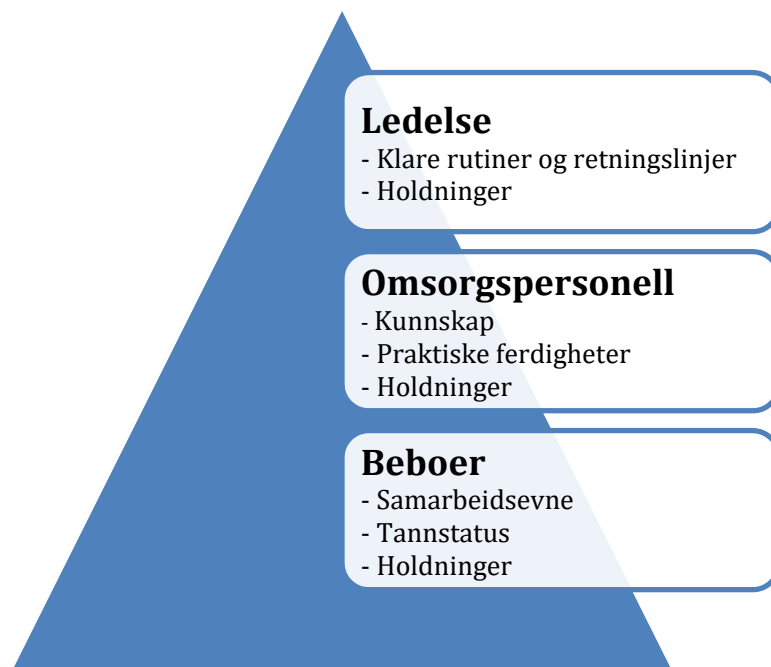 Ledelse
- Klare rutiner og retningslinjer
- Holdninger
Omsorgspersonell
- Kunnskap
- Praktiske ferdigheter
- Holdninger
Beboer
- Samarbeidsevne
- Tannstatus
- Holdninger